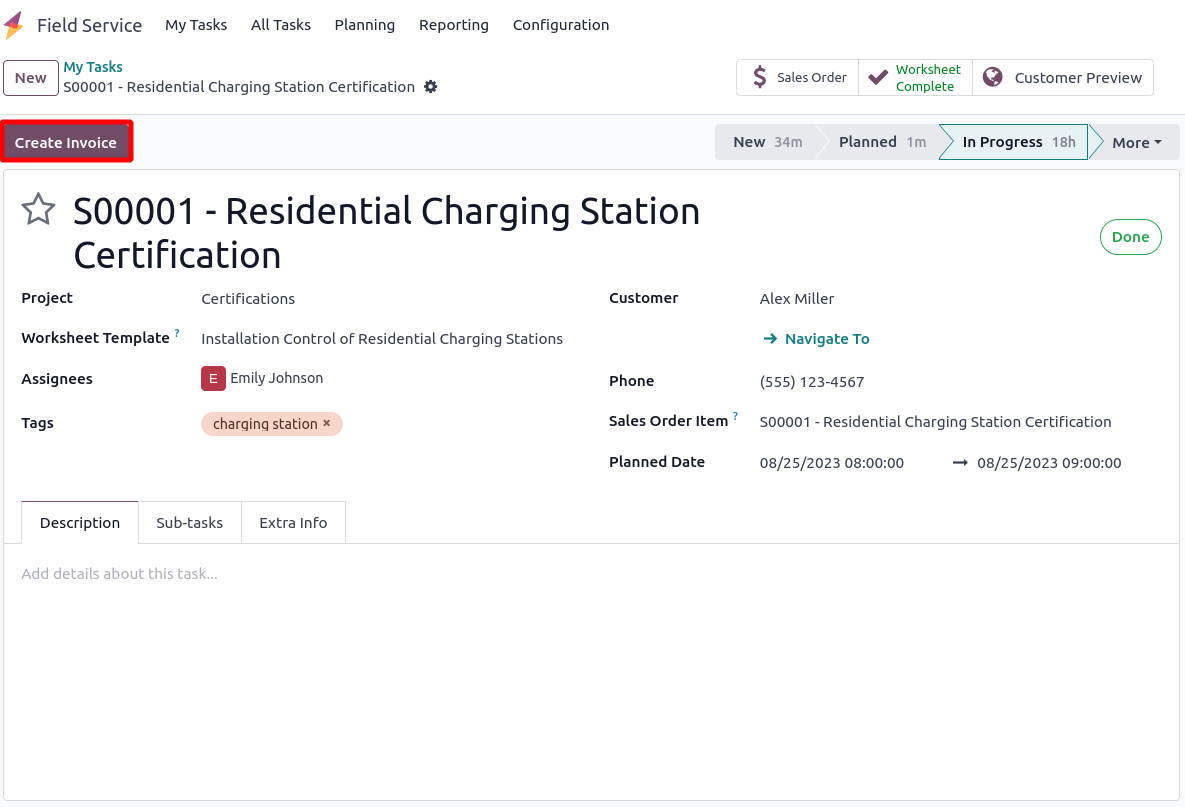 Field Service My Tasks All Tasks Planning Reporting Configuration
New
My Tasks
S00001 - Residential Charging Station Certification
$ Sales Order
Worksheet
Complete
Customer Preview
Create Invoice
New 34m Planned 1m In Progress 18h More
S00001 - Residential Charging Station
Certification
Done
Project Certifications
Worksheet Template ? Installation Control of Residential Charging Stations
Assignees E Emily Johnson
Tags charging station ×
Customer Alex Miller
➔ Navigate To
Phone (555) 123-4567
Sales Order Item ? S00001 - Residential Charging Station Certification
Planned Date 08/25/2023 08:00:00 → 08/25/2023 09:00:00
Description Sub-tasks Extra Info
Add details about this task...